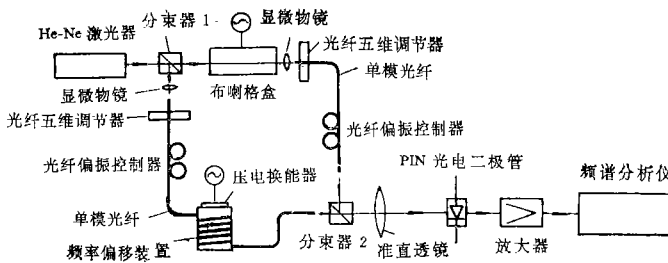 He-Ne 激光器
分束器 1
显微物镜
光纤五维调节器
单模光纤
布喇格盒
显微物镜
光纤五维调节器
光纤偏振控制器
光纤偏振控制器
压电换能器
单模光纤
频率偏移装置
分束器 2
准直透镜
PIN 光电二极管
放大器
频谱分析仪